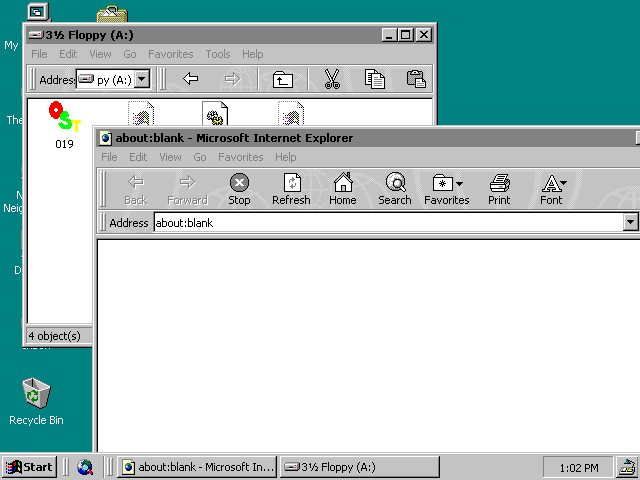 My
3½ Floppy (A:)
File Edit View Go Favorites Tools Help
Address py (A:)
The
019
about:blank - Microsoft Internet Explorer
File Edit View Go Favorites Help
Back Forward Stop Refresh Home Search Favorites Print Font
N
Neig
Address about:blank
D
4 object(s)
Recycle Bin
Start about:blank - Microsoft In... 3½ Floppy (A:) 1:02 PM